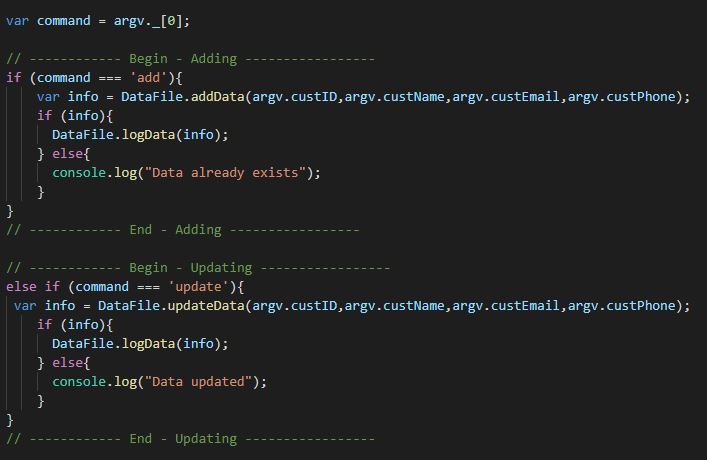 var command = argv._[0];
// ------------ Begin - Adding -----------------
if (command === 'add'){
var info = DataFile.addData(argv.custID,argv.custName,argv.custEmail,argv.custPhone);
if (info){
DataFile.logData(info);
} else{
console.log("Data already exists");
}
}
// ------------ End - Adding -----------------
// ------------ Begin - Updating -----------------
else if (command === 'update'){
var info = DataFile.updateData(argv.custID,argv.custName,argv.custEmail,argv.custPhone);
if (info){
DataFile.logData(info);
} else{
console.log("Data updated");
}
}
// ------------ End - Updating -----------------